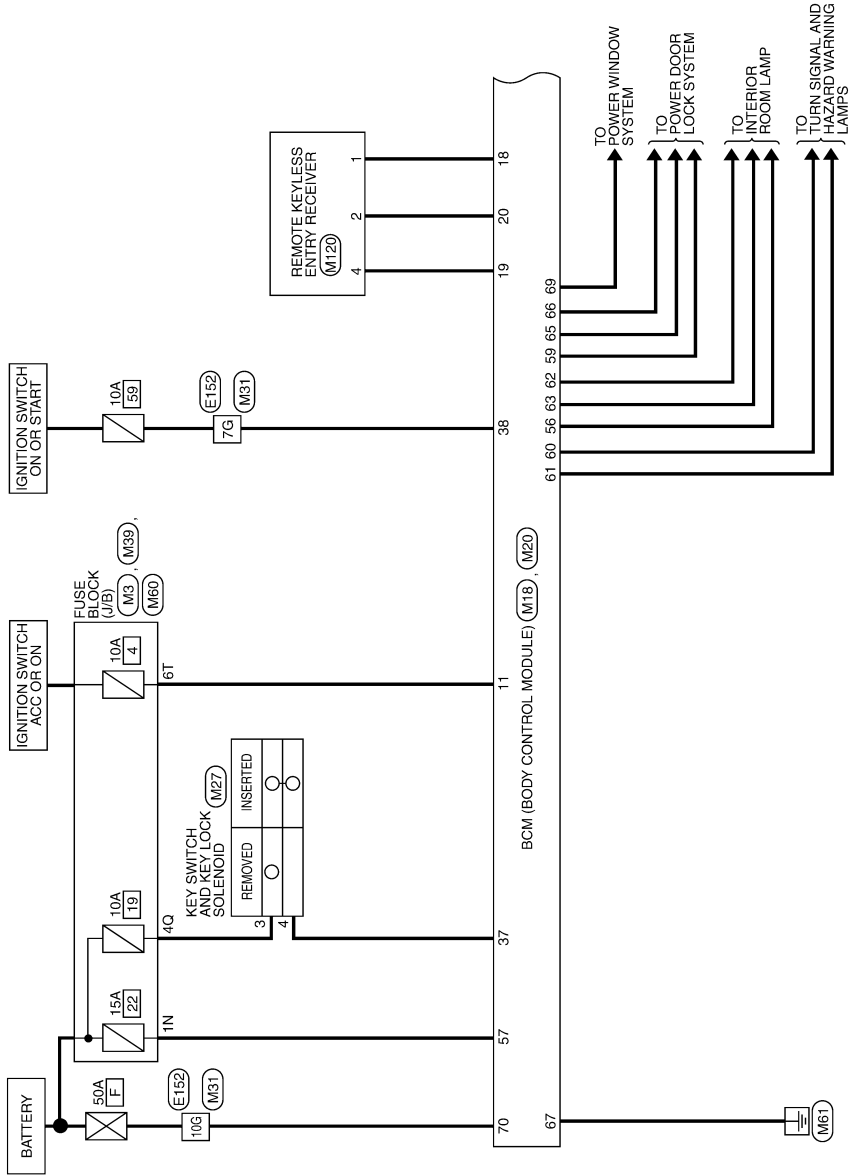 BATTERY
50A
F
10G
E152
M31
70
15A
22
1N
57
10A
19
4Q
KEY SWITCH
AND KEY LOCK
SOLENOID
M27
REMOVED
INSERTED
3
4
37
IGNITION SWITCH
ACC OR ON
FUSE
BLOCK
(J/B)
M3 , M39 ,
M60
10A
4
6T
11
IGNITION SWITCH
ON OR START
10A
59
7G
E152
M31
38
REMOTE KEYLESS
ENTRY RECEIVER
M120
4
2
1
19
20
18
BCM (BODY CONTROL MODULE) M18 , M20
67
M61
61
60
56
63
62
59
65
66
69
TO
POWER WINDOW
SYSTEM
TO
POWER DOOR
LOCK SYSTEM
TO
INTERIOR
ROOM LAMP
TO
TURN SIGNAL AND
HAZARD WARNING
LAMPS